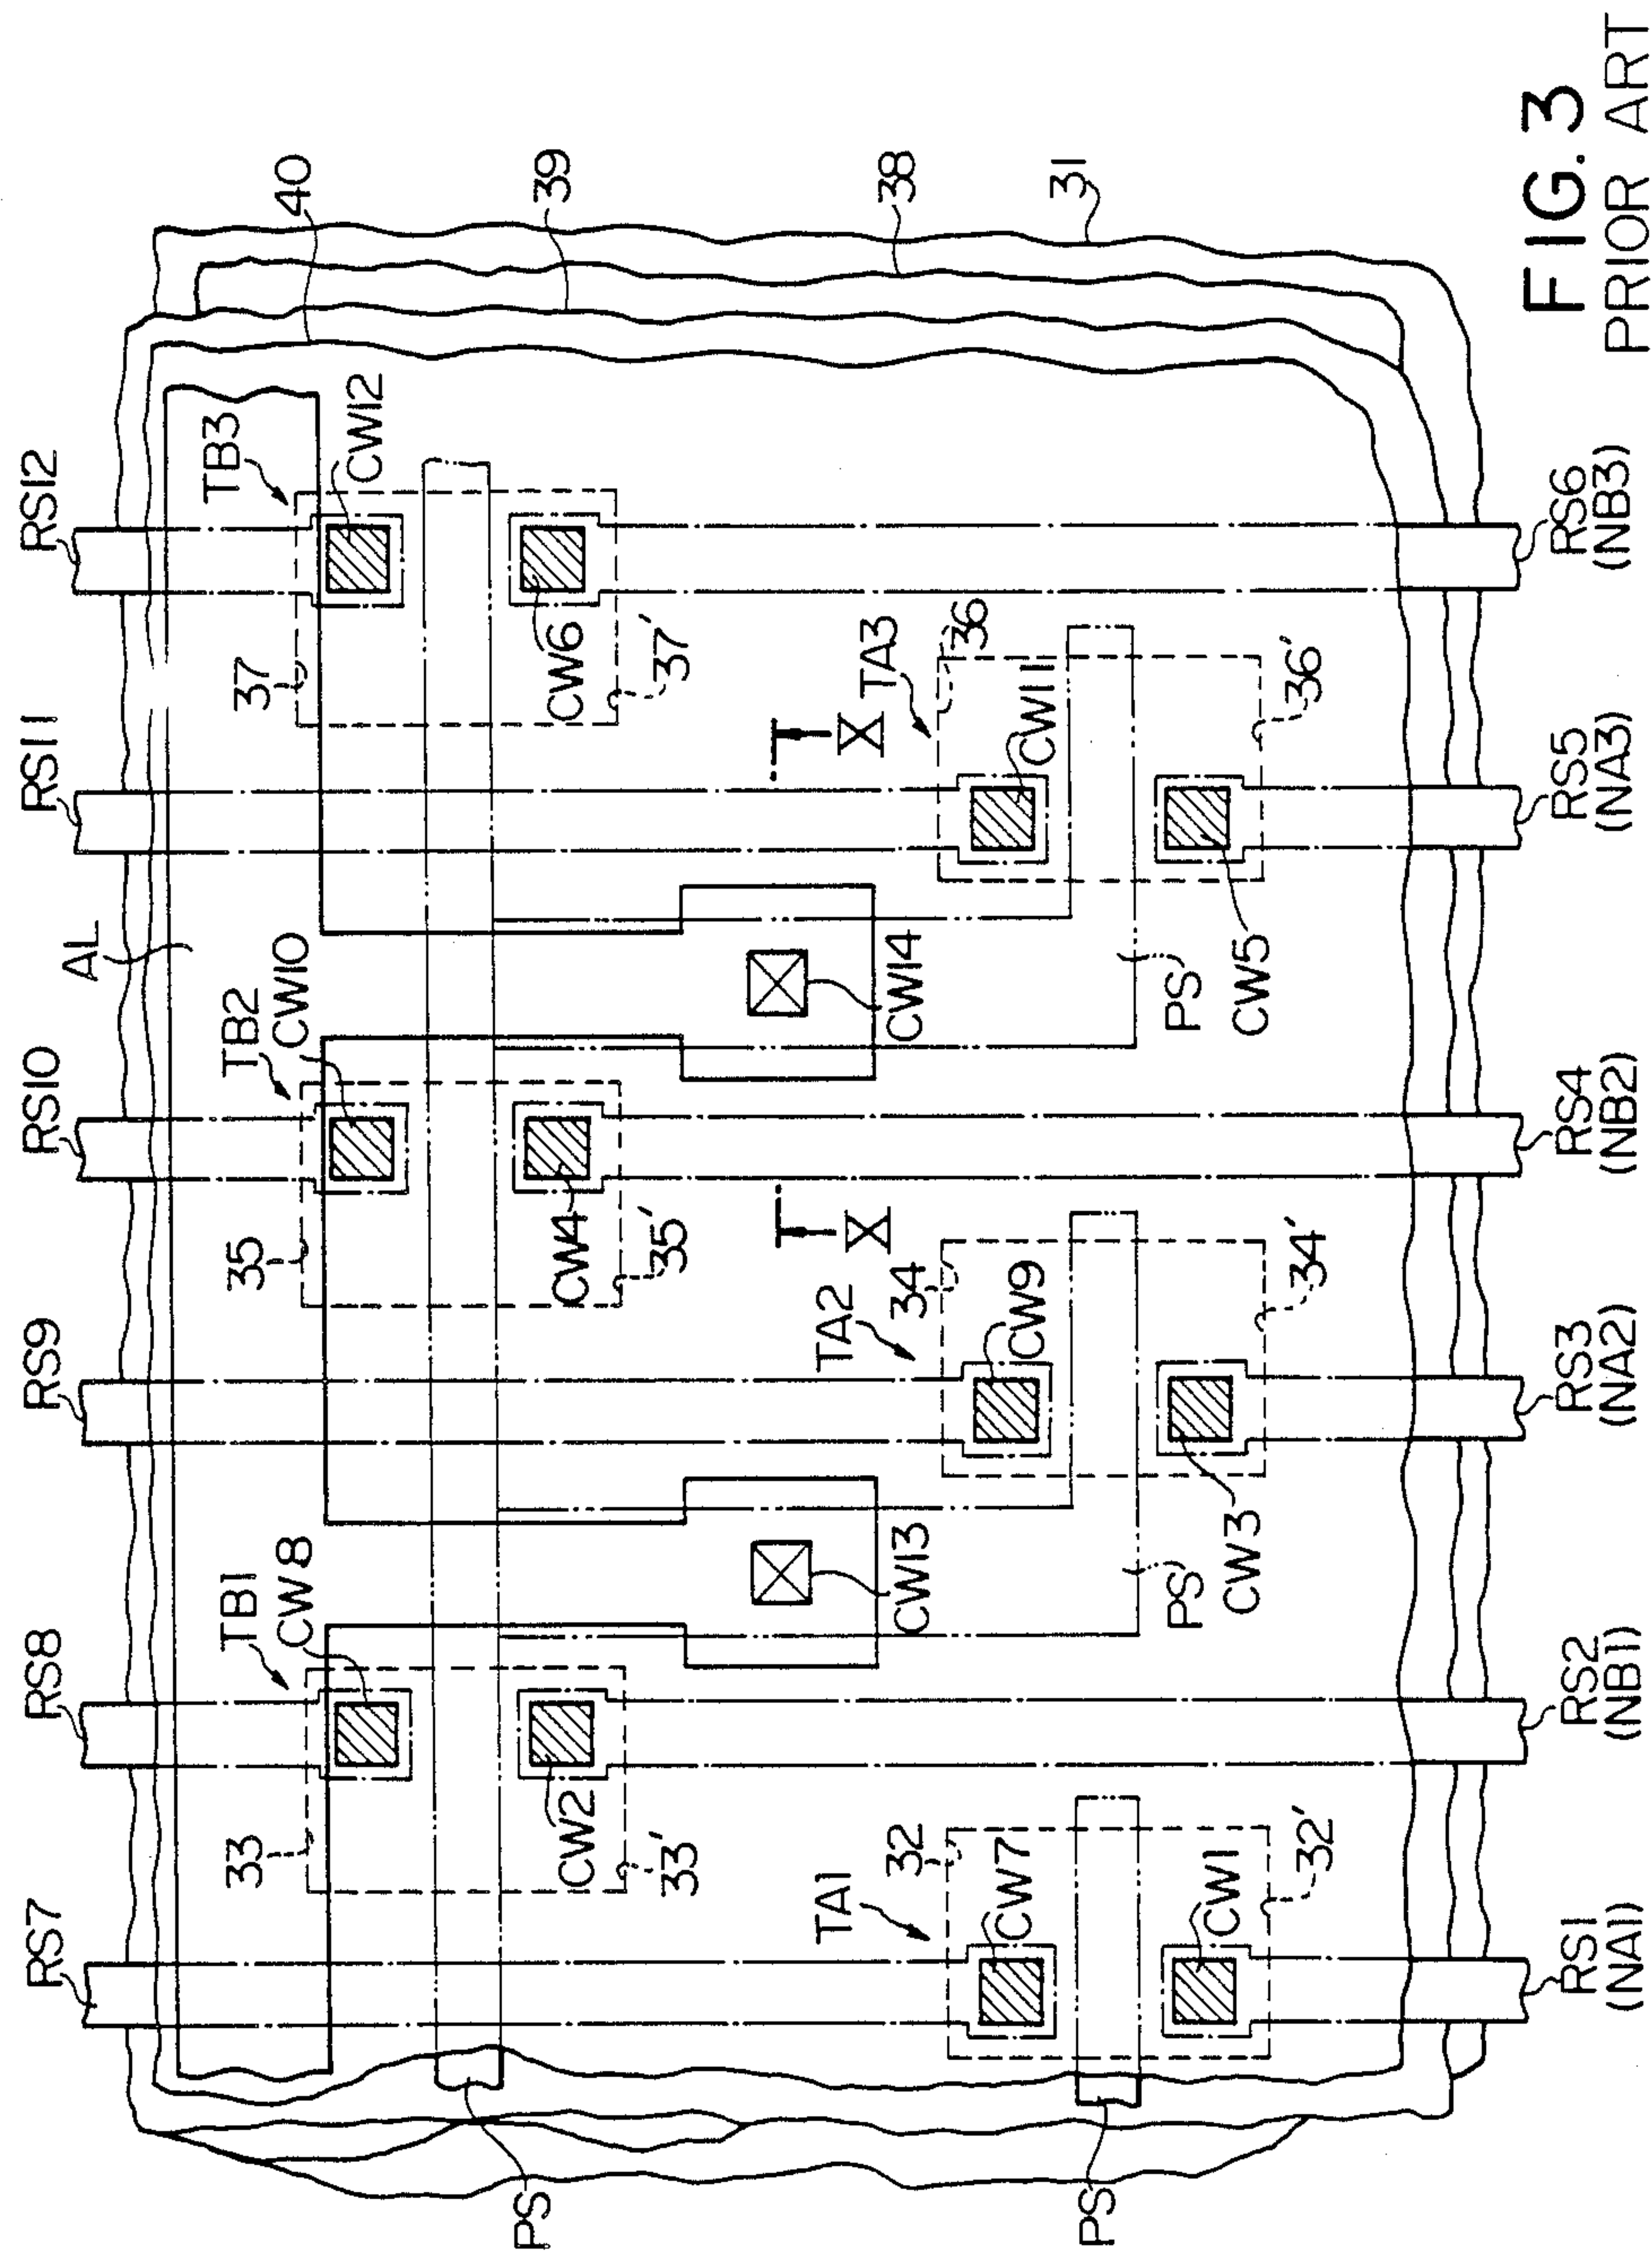 RS7
RS8
RS9
RS10
RS11
RS12
AL
33
TB1
CW8
35
TB2
CW10
37
TB3
CW12
40
39
38
31
PS
CW2
33'
CW4
35'
CW6
37'
X
X
CW13
CW14
TA1
32
CW7
TA2
34
CW9
TA3
36
CW11
PS
CW1
32'
PS
CW3
34'
PS
CW5
36'
RS1
(NA1)
RS2
(NB1)
RS3
(NA2)
RS4
(NB2)
RS5
(NA3)
RS6
(NB3)
FIG.3
PRIOR ART